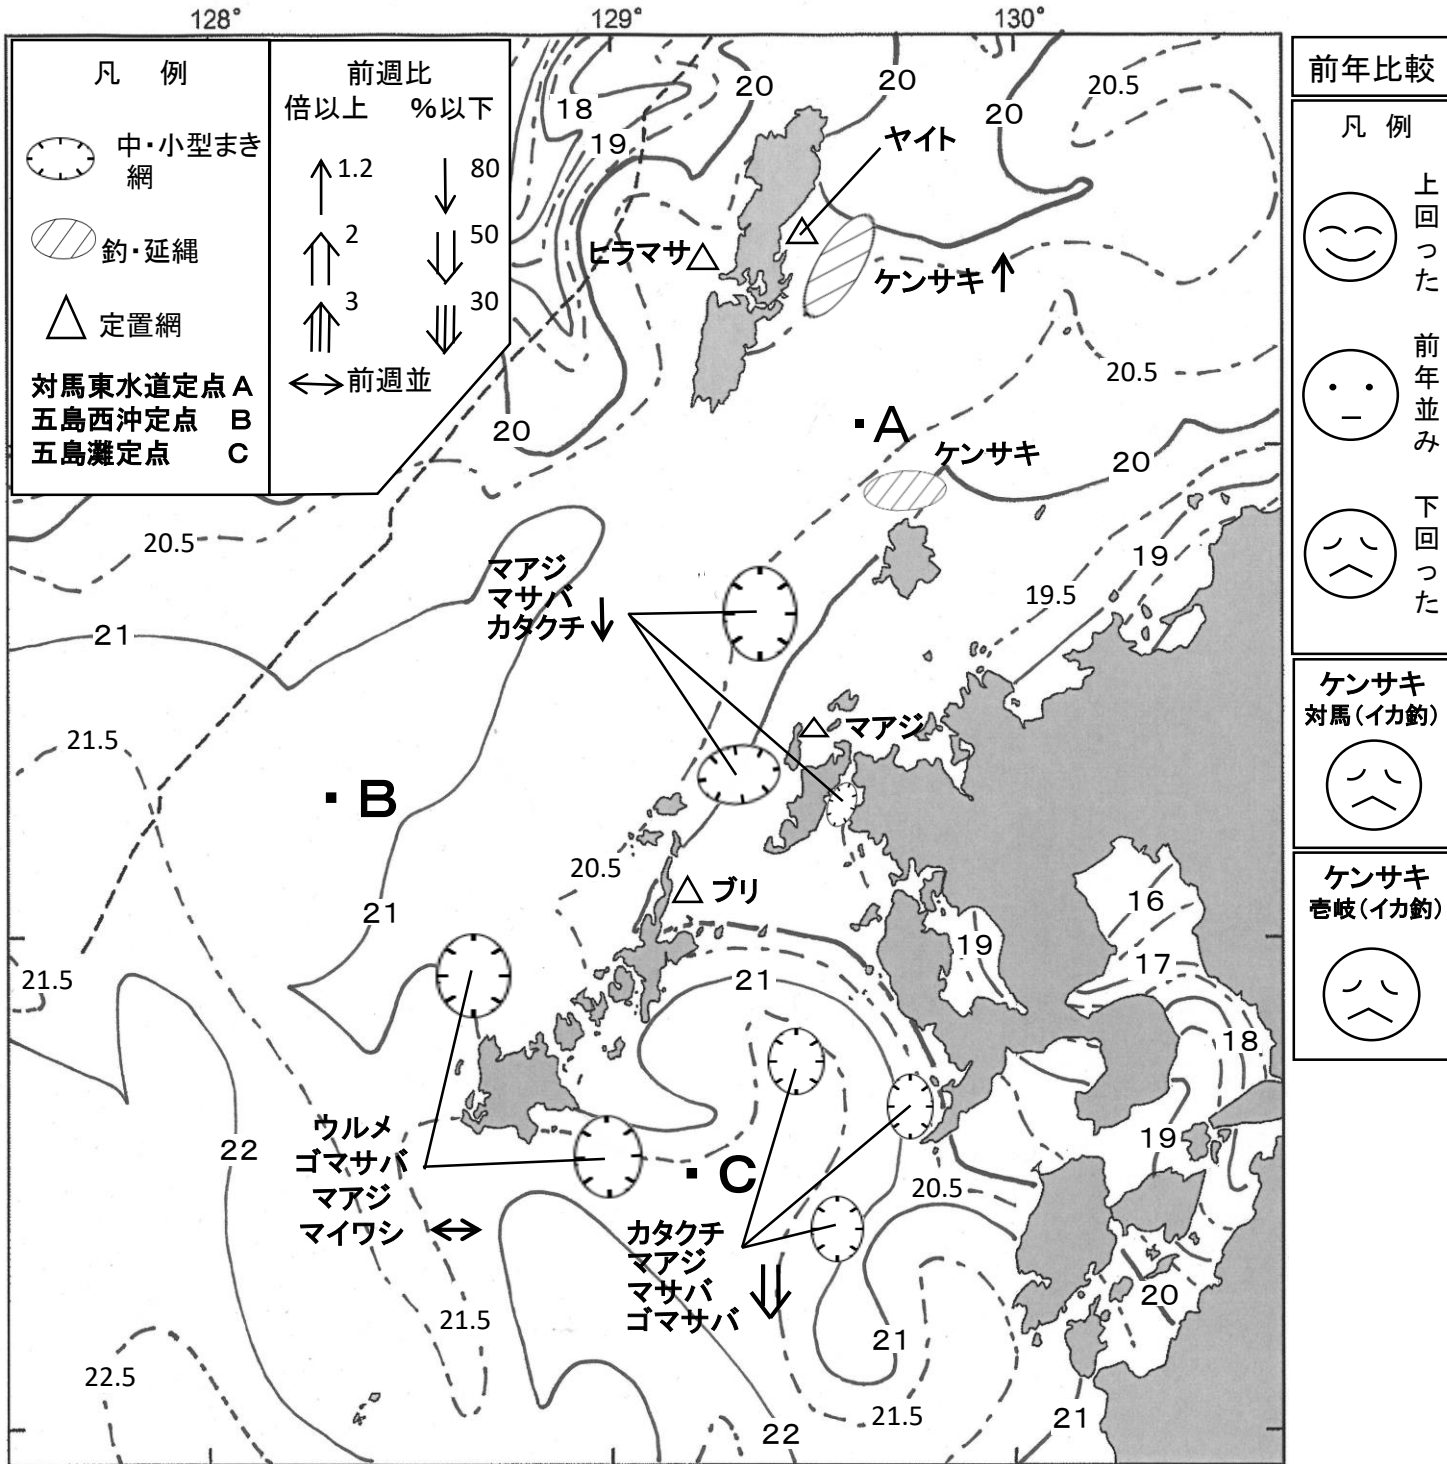 128°
129°
130°
凡 例
中・小型まき
網
釣・延縄
定置網
対馬東水道定点 A
五島西沖定点 B
五島灘定点 C
前週比
倍以上 %以下
1.2 80
2 50
3 30
前週並
18
19
20
20
20
20.5
ヤイト
ヒラマサ
ケンサキ
20.5
20
・A
ケンサキ
20
20.5
マアジ
マサバ
カタクチ
19
19.5
21
21.5
マアジ
・B
20.5
ブリ
21
16
19
17
21.5
21
18
ウルメ
ゴマサバ
マアジ
マイワシ
22
・C
19
20.5
カタクチ
マアジ
マサバ
ゴマサバ
20
21.5
21
22.5
21.5
21
22
前年比較
凡 例
上回った
前年並み
下回った
ケンサキ
対馬(イカ釣)
ケンサキ
壱岐(イカ釣)